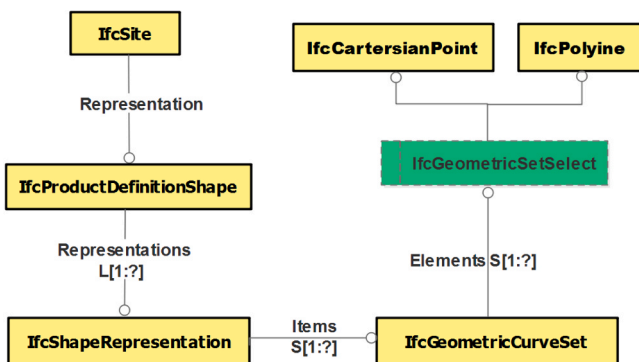 IfcSite
IfcCartersianPoint
IfcPolyine
Representation
IfcGeometricSetSelect
IfcProductDefinitionShape
Representations
L[1:?]
Elements S[1:?]
IfcShapeRepresentation
Items
S[1:?]
IfcGeometricCurveSet